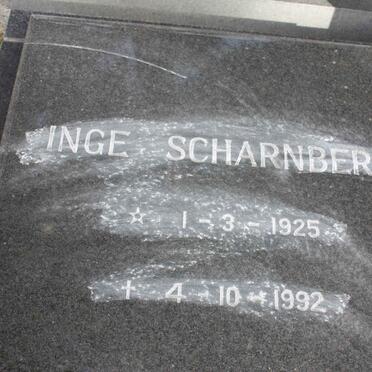 INGE SCHARNBER
☆ 1-3-1925
† 4-10-1992